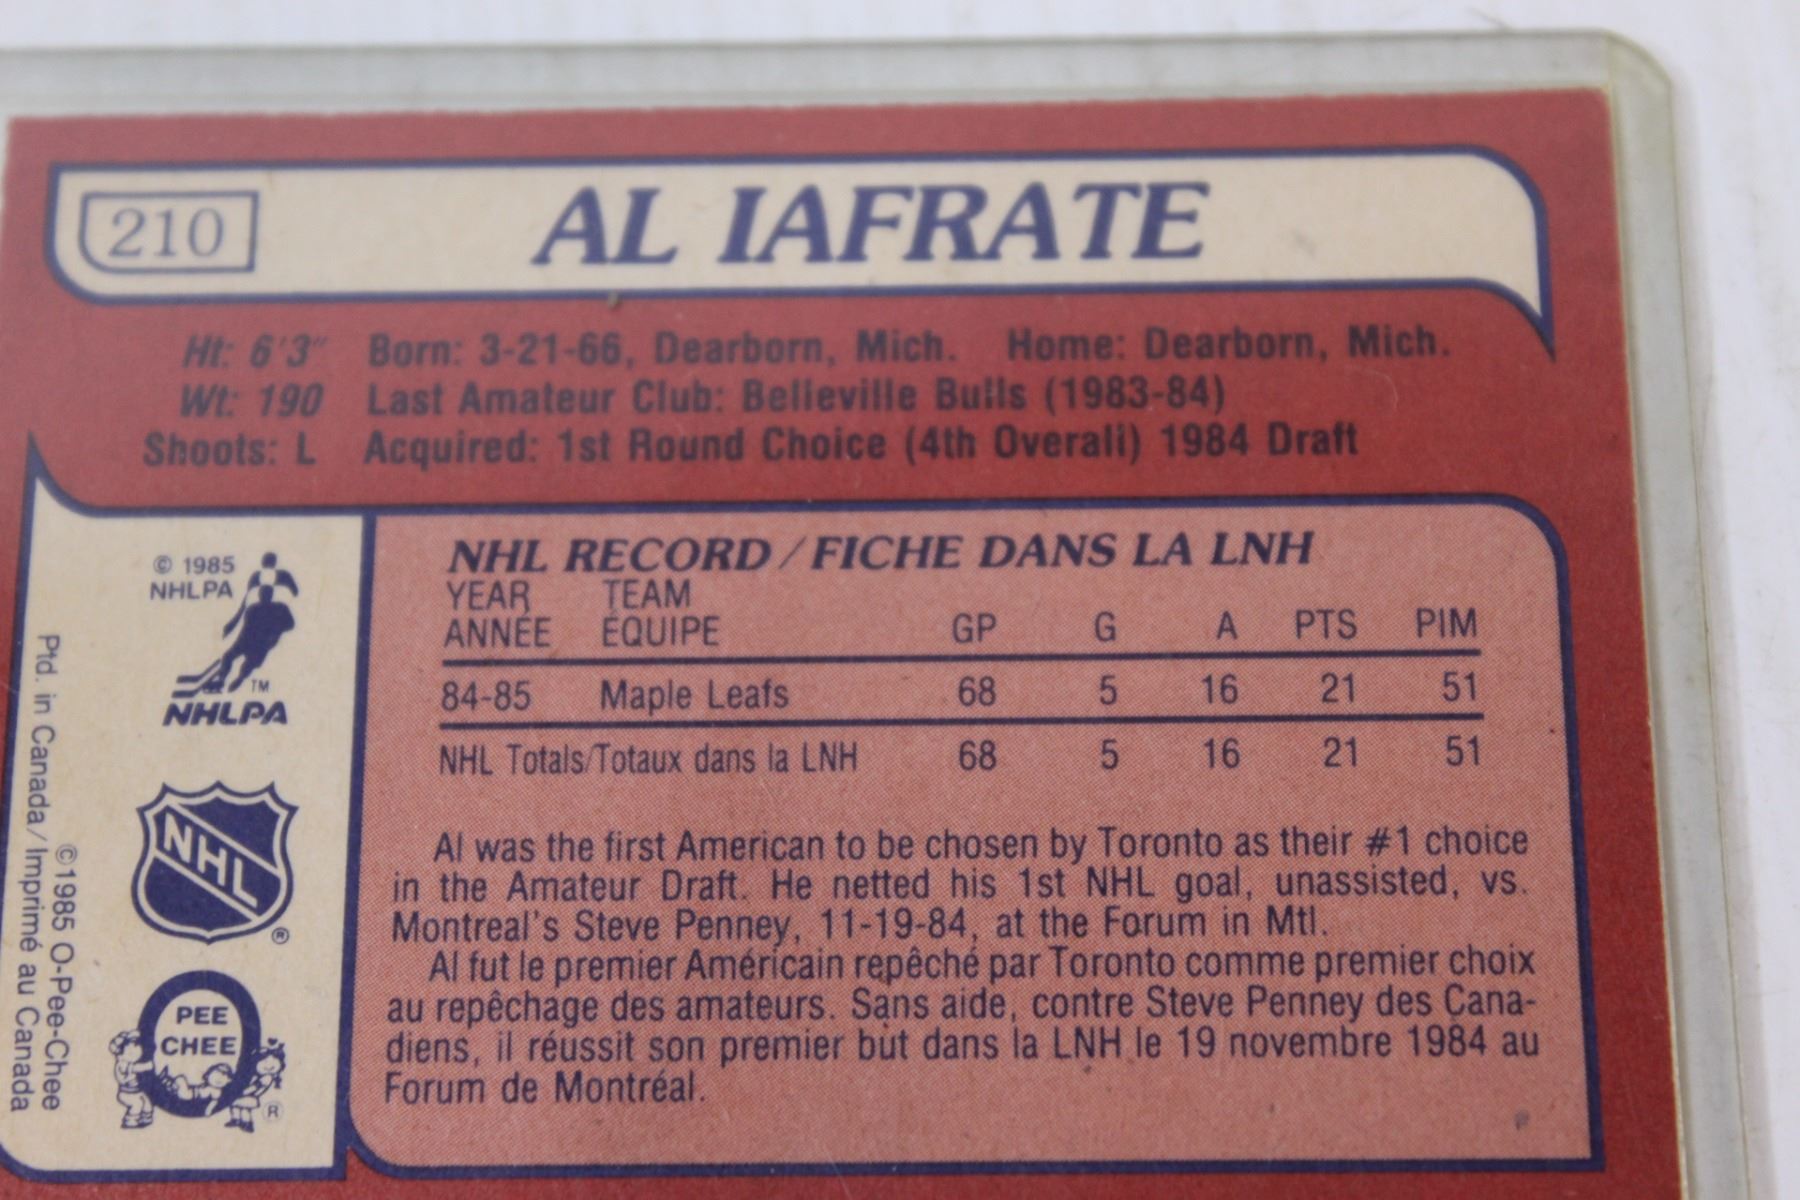 210
AL IAFRATE
Ht: 6'3" Born: 3-21-66, Dearborn, Mich. Home: Dearborn, Mich.
Wt: 190 Last Amateur Club: Belleville Bulls (1983-84)
Shoots: L Acquired: 1st Round Choice (4th Overall) 1984 Draft
© 1985
NHLPA
TM
NHLPA
NHL
®
PEE
CHEE
®
©1985 O-Pee-Chee
Ptd. in Canada/Imprimé au Canada
NHL RECORD/FICHE DANS LA LNH
YEAR TEAM
ANNÉE ÉQUIPE GP G A PTS PIM
84-85 Maple Leafs 68 5 16 21 51
NHL Totals/Totaux dans la LNH 68 5 16 21 51
Al was the first American to be chosen by Toronto as their #1 choice
in the Amateur Draft. He netted his 1st NHL goal, unassisted, vs.
Montreal's Steve Penney, 11-19-84, at the Forum in Mtl.
Al fut le premier Américain repêché par Toronto comme premier choix
au repêchage des amateurs. Sans aide, contre Steve Penney des Cana-
diens, il réussit son premier but dans la LNH le 19 novembre 1984 au
Forum de Montréal.